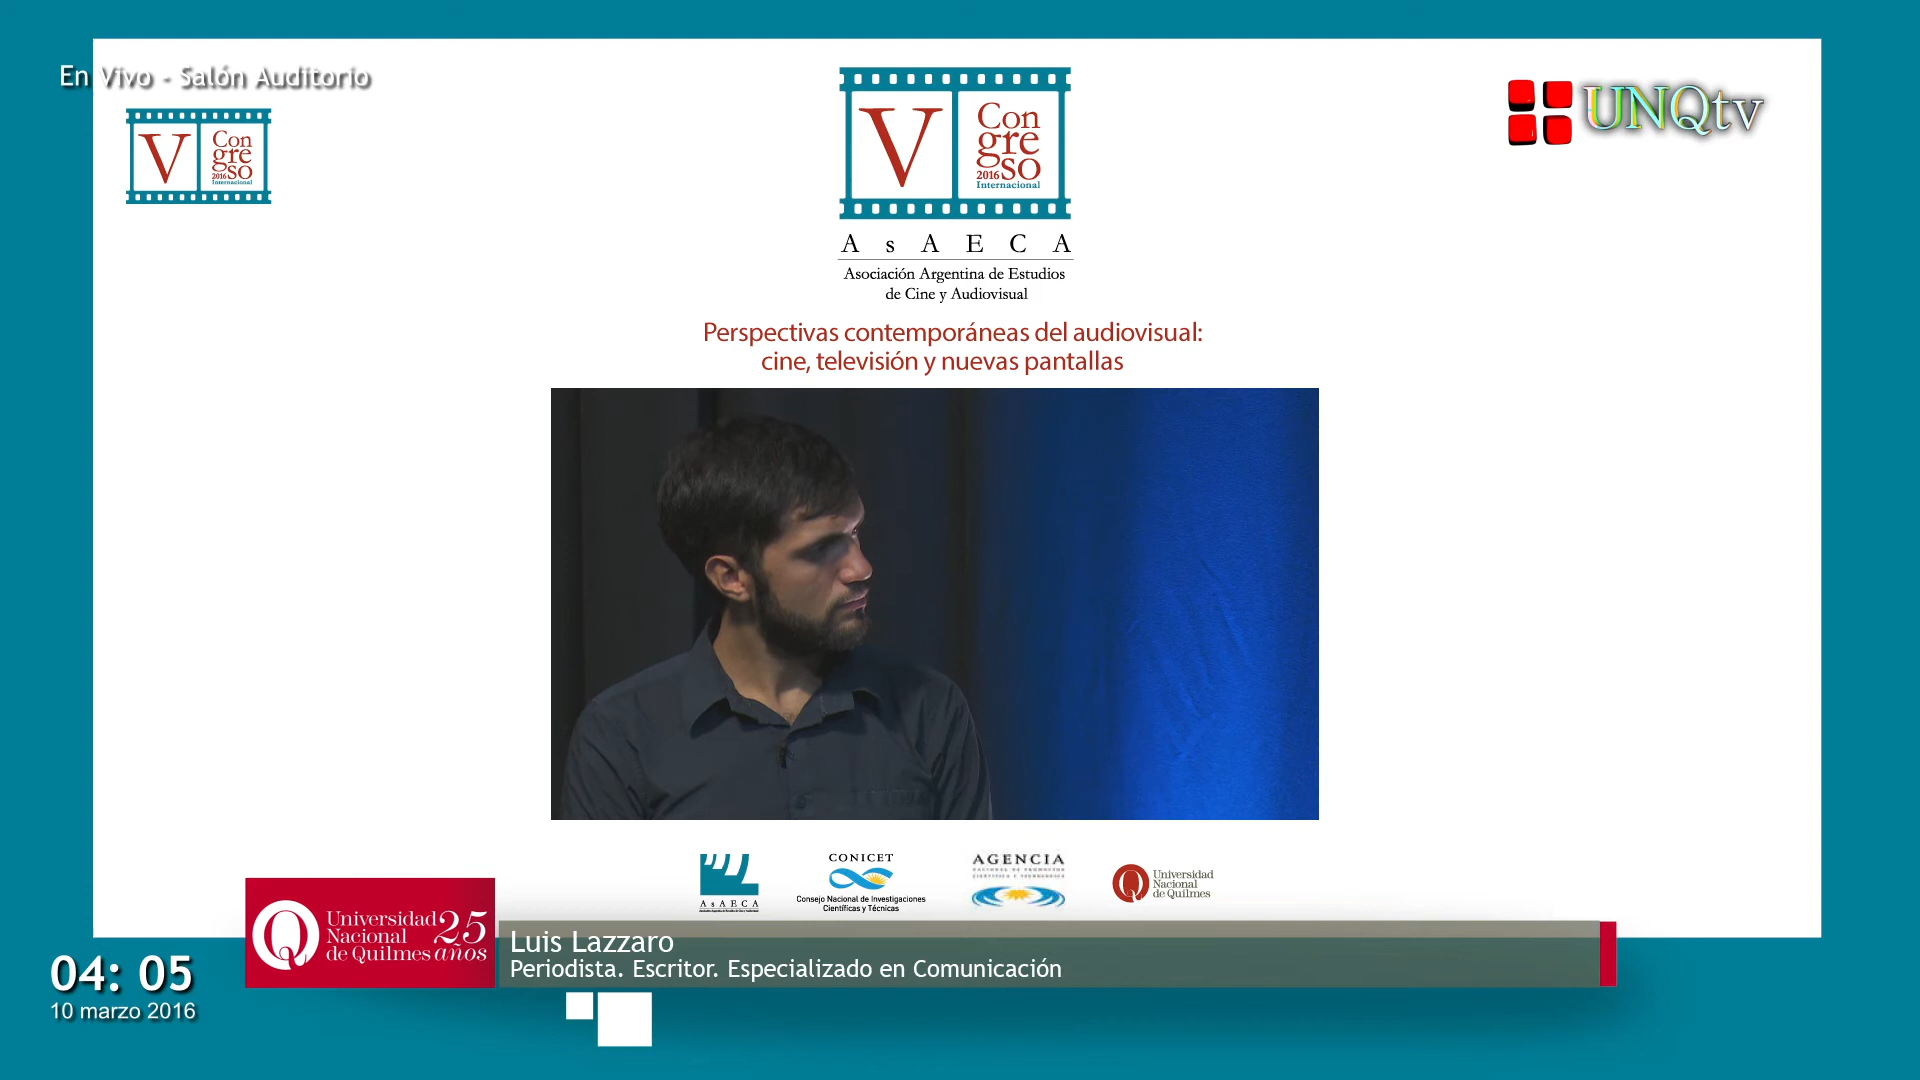 En Vivo - Salón Auditorio
V
Con
gre
so
2016
Internacional
V
Con
gre
so
2016
Internacional
AsAECA
Asociación Argentina de Estudios
de Cine y Audiovisual
UNQtv
Perspectivas contemporáneas del audiovisual:
cine, televisión y nuevas pantallas
AsAECA
CONICET
Consejo Nacional de Investigaciones
Científicas y Técnicas
AGENCIA
Universidad
Nacional
de Quilmes
Universidad
Nacional
de Quilmes
25
años
Luis Lazzaro
Periodista. Escritor. Especializado en Comunicación
04: 05
10 marzo 2016